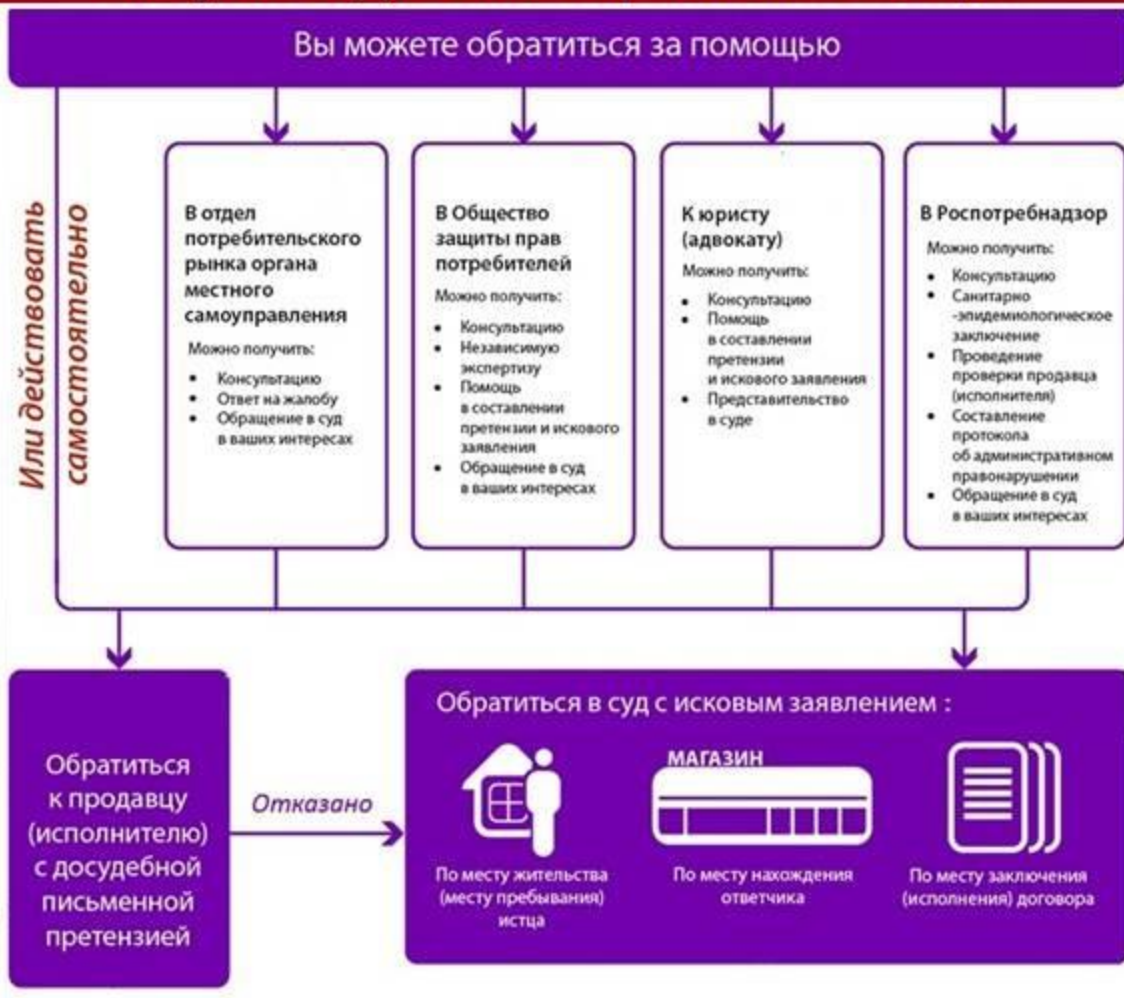 Вы можете обратиться за помощью
Или действовать
самостоятельно
В отдел
потребительского
рынка органа
местного
самоуправления
Можно получить:
• Консультацию
• Ответ на жалобу
• Обращение в суд
в ваших интересах
В Общество
защиты прав
потребителей
Можно получить:
• Консультацию
• Независимую
экспертизу
• Помощь
в составлении
претензии и искового
заявления
• Обращение в суд
в ваших интересах
К юристу
(адвокату)
Можно получить:
• Консультацию
• Помощь
в составлении
претензии
и искового заявления
• Представительство
в суде
В Роспотребнадзор
Можно получить:
• Консультацию
• Санитарно
-эпидемиологическое
заключение
• Проведение
проверки продавца
(исполнителя)
• Составление
протокола
об административном
правонарушении
• Обращение в суд
в ваших интересах
Обратиться
к продавцу
(исполнителю)
с досудебной
письменной
претензией
Отказано
Обратиться в суд с исковым заявлением :
МАГАЗИН
По месту жительства
(месту пребывания)
истца
По месту нахождения
ответчика
По месту заключения
(исполнения) договора